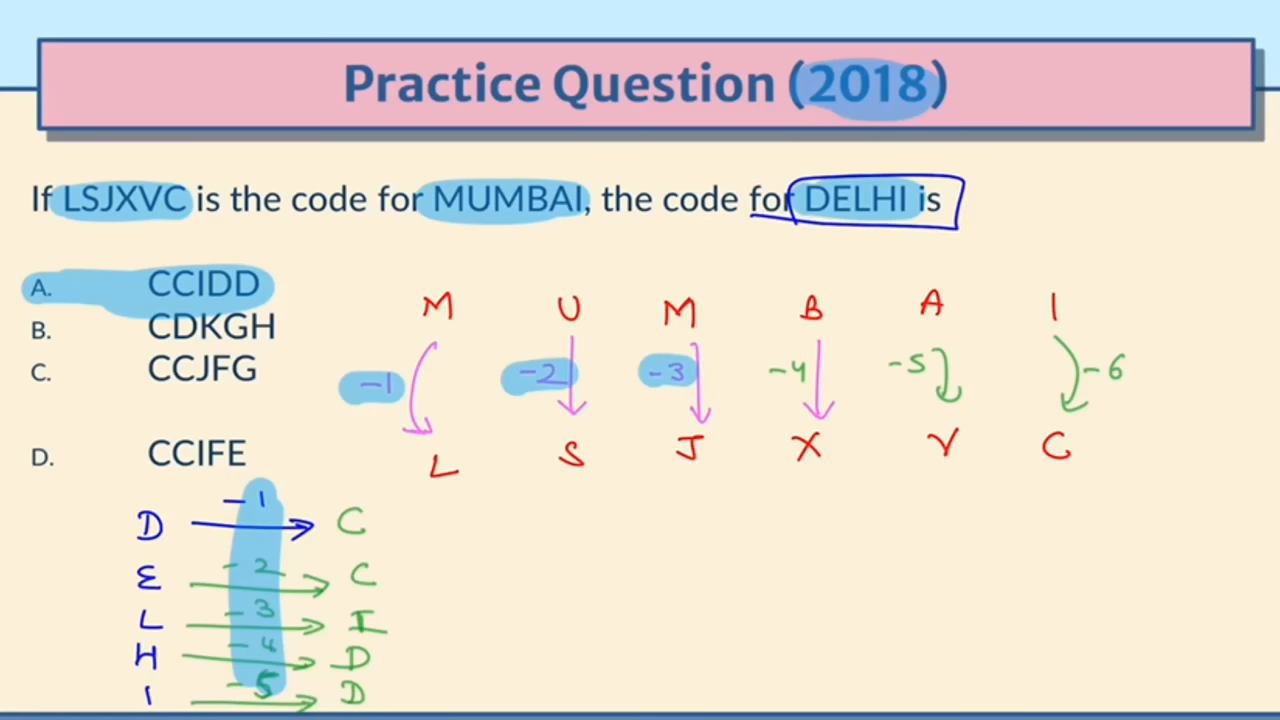 Practice Question (2018)
If LSJXVC is the code for MUMBAI, the code for DELHI is
A. CCIDD
B. CDKGH
C. CCJFG
D. CCIFE
M U M B A I
-1 -2 -3 -4 -5 -6
L S J X V C
D -1 C
E -2 C
L -3 I
H -4 D
I -5 D